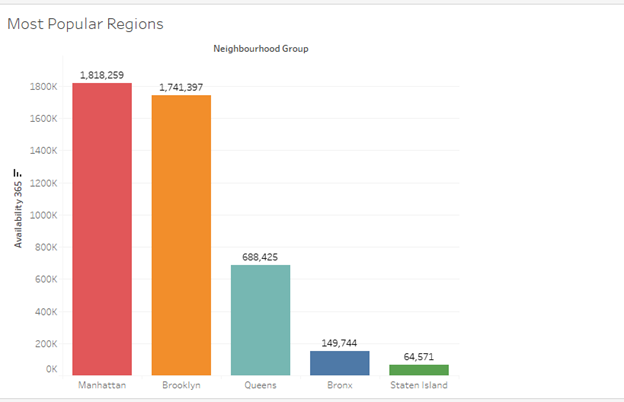 Most Popular Regions
Neighbourhood Group
Availability 365
1800K
1600K
1400K
1200K
1000K
800K
600K
400K
200K
0K
1,818,259
1,741,397
688,425
149,744
64,571
Manhattan
Brooklyn
Queens
Bronx
Staten Island